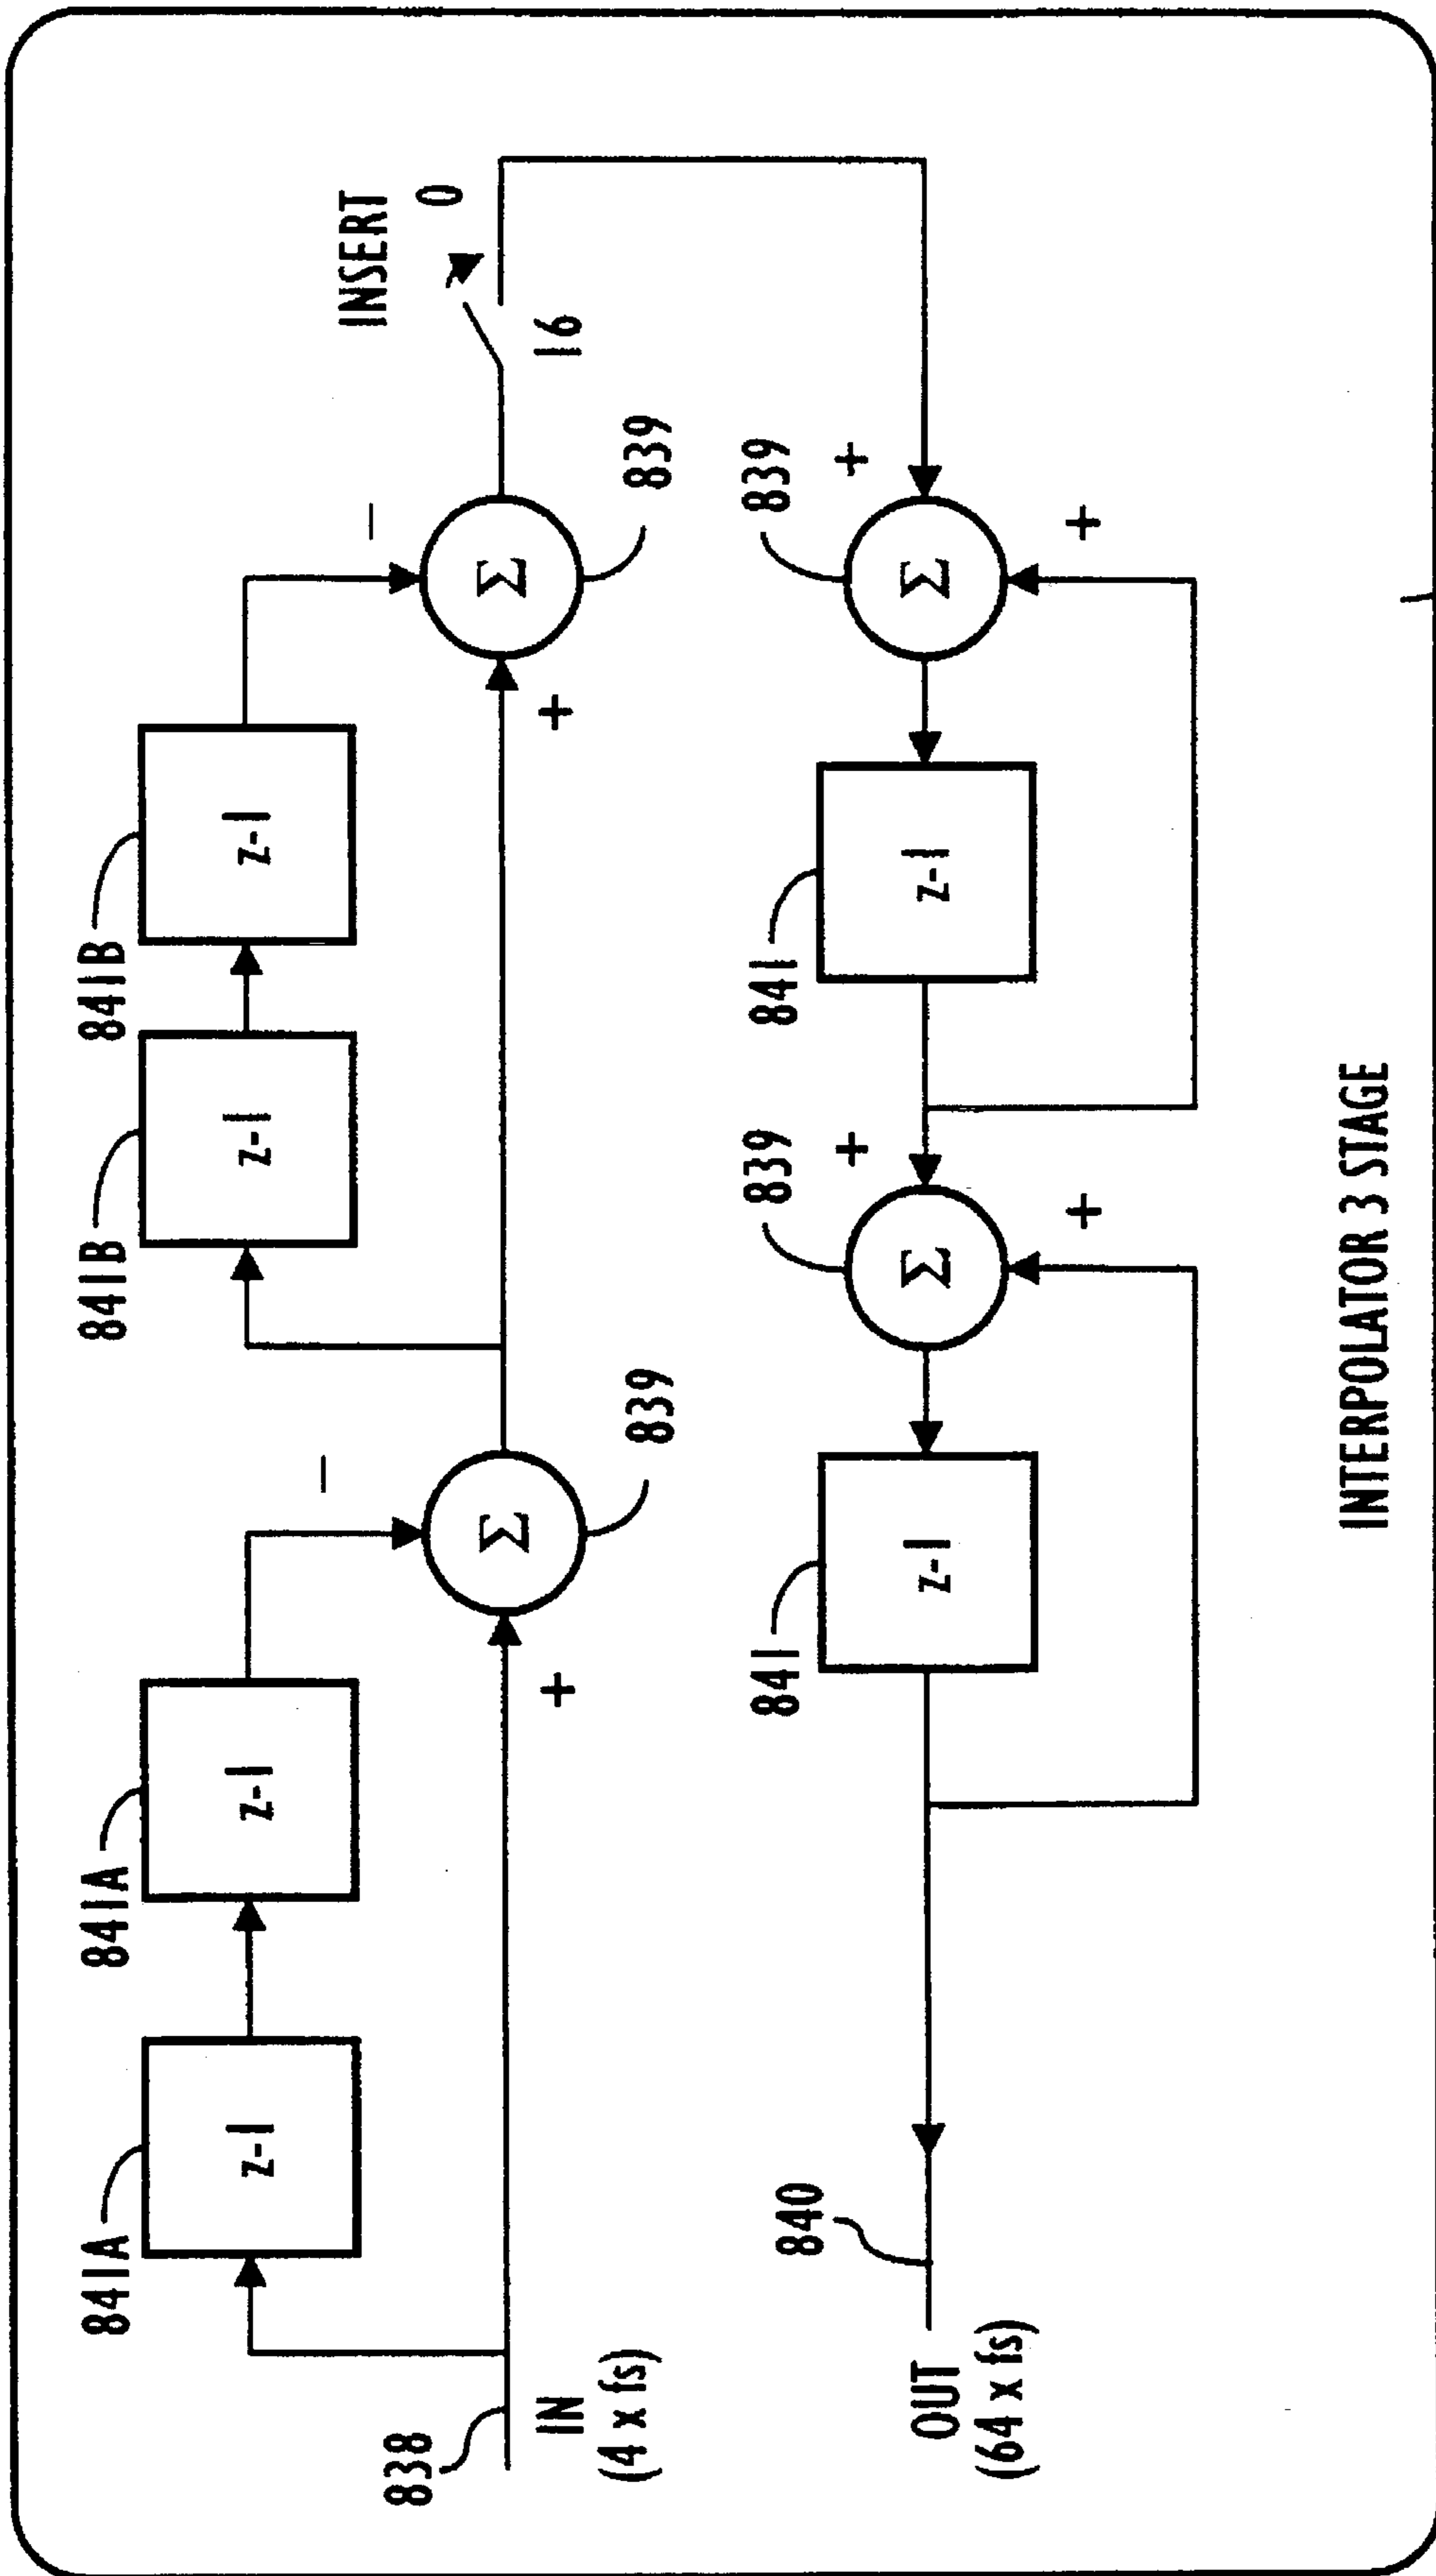 841A
841A
841B
841B
INSERT
0
z-1
z-1
z-1
z-1
-
-
838
IN
(4 x fs)
+
Σ
839
+
Σ
839
16
840
OUT
(64 x fs)
841
z-1
839
+
Σ
+
841
z-1
839
+
Σ
+
INTERPOLATOR 3 STAGE